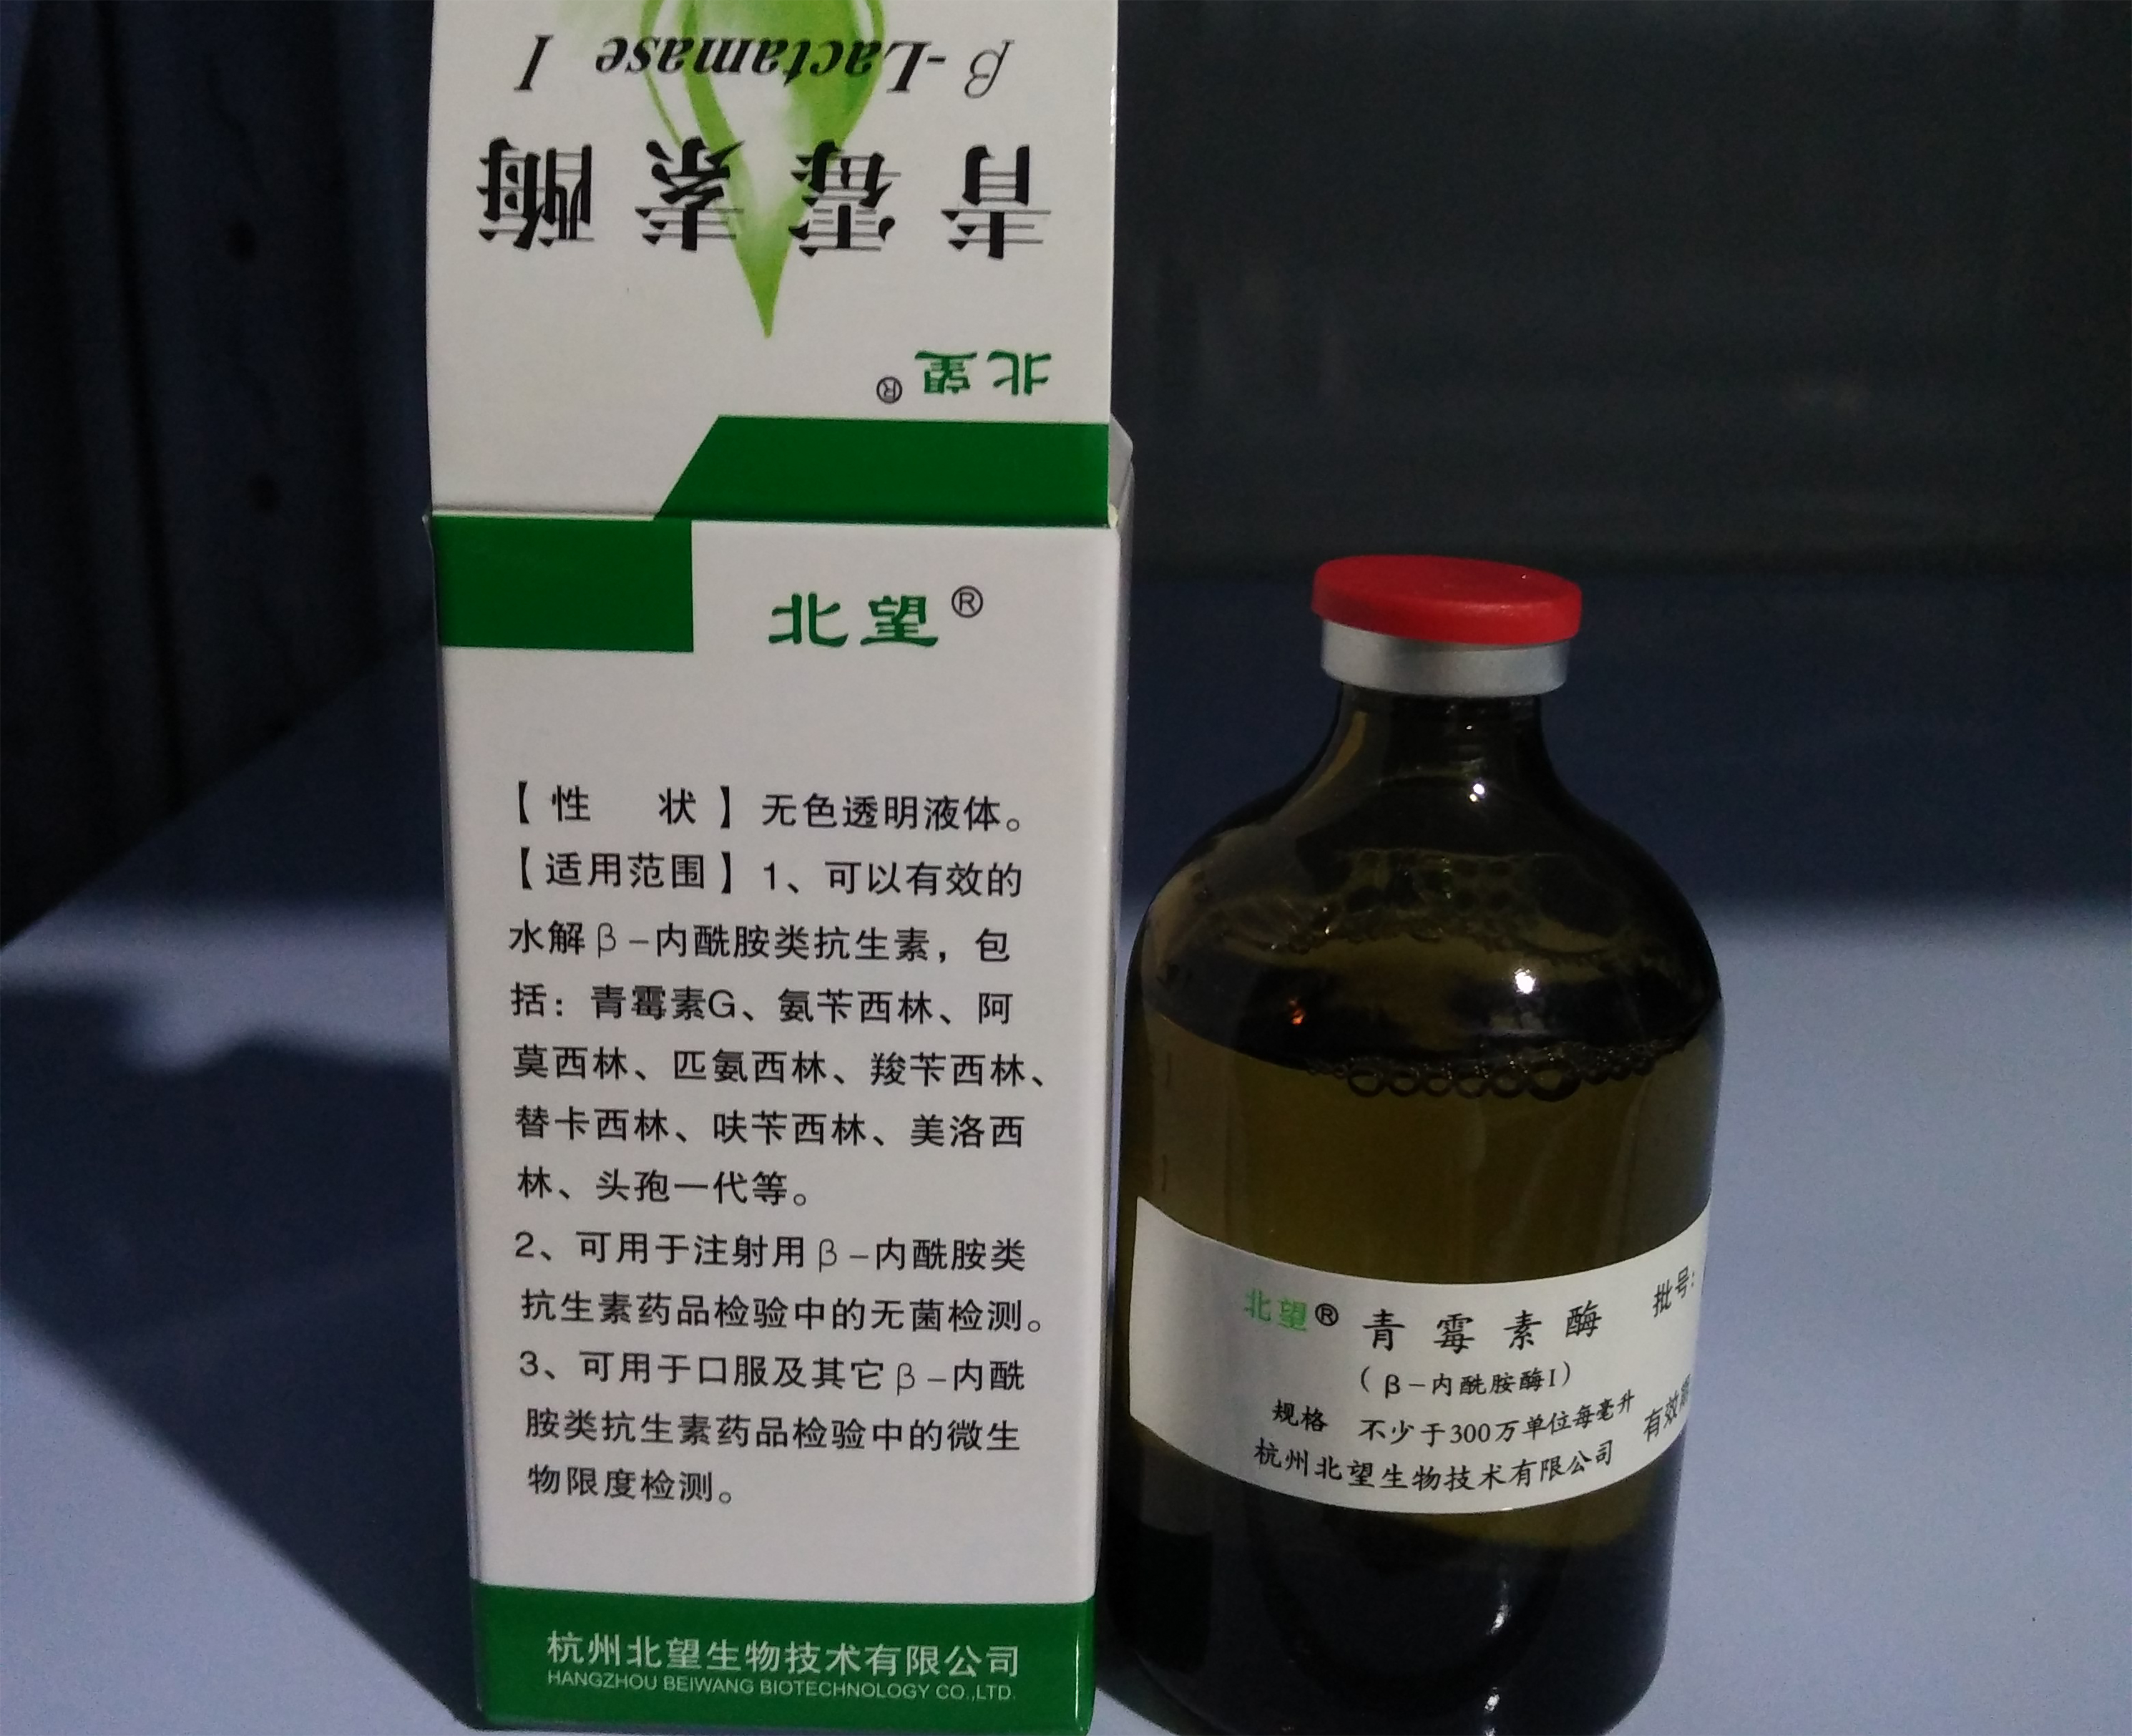 β-Lactamase I
青霉素酶
北望®
北望®
【性 状】无色透明液体。
【适用范围】1、可以有效的
水解β-内酰胺类抗生素，包
括：青霉素G、氨苄西林、阿
莫西林、匹氨西林、羧苄西林、
替卡西林、呋苄西林、美洛西
林、头孢一代等。
2、可用于注射用β-内酰胺类
抗生素药品检验中的无菌检测。
3、可用于口服及其它β-内酰
胺类抗生素药品检验中的微生
物限度检测。
杭州北望生物技术有限公司
HANGZHOU BEIWANG BIOTECHNOLOGY CO.,LTD.
北望® 青霉素酶
（β-内酰胺酶I）
规格 不少于300万单位每毫升
杭州北望生物技术有限公司
批号：
有效期